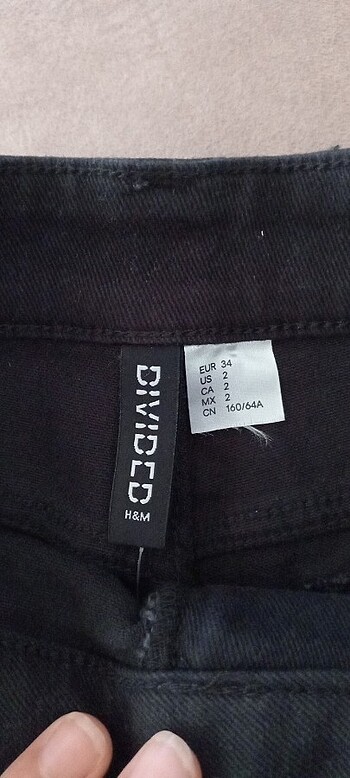 DIVIDED
H&M
EUR 34
US 2
CA 2
MX 2
CN 160/64A